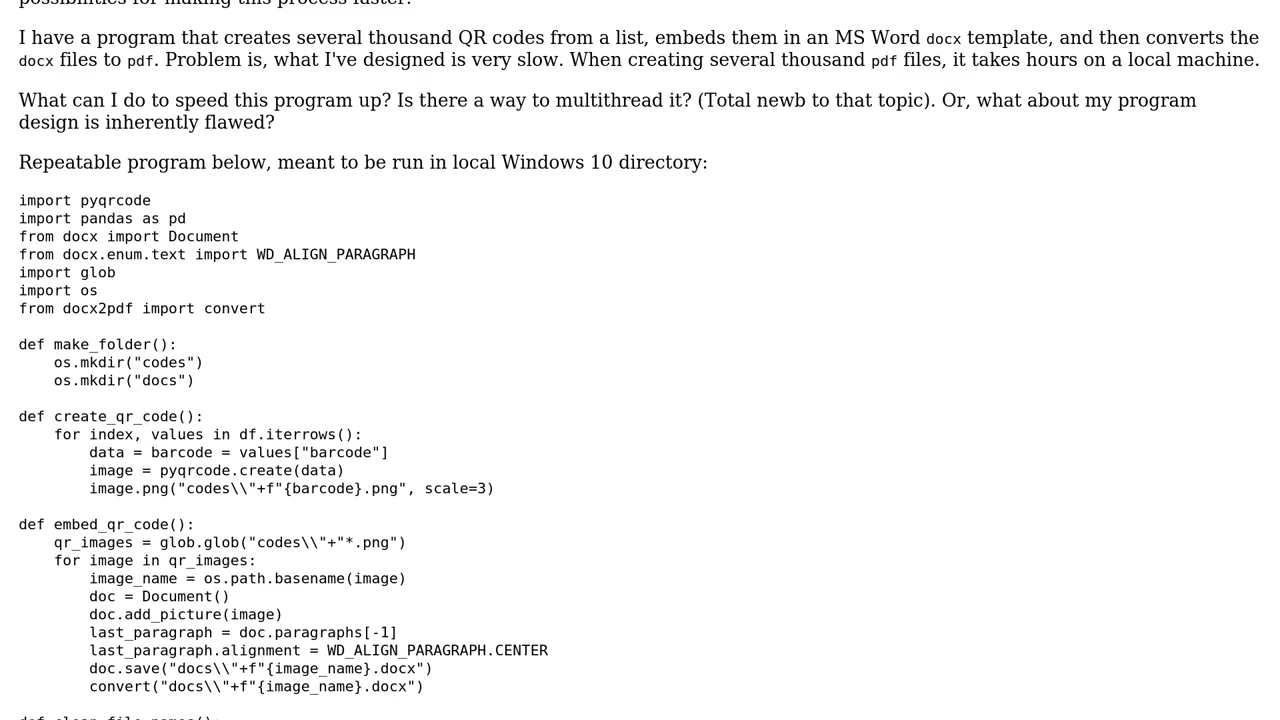 possibilities for making this process faster.
I have a program that creates several thousand QR codes from a list, embeds them in an MS Word docx template, and then converts the
docx files to pdf. Problem is, what I've designed is very slow. When creating several thousand pdf files, it takes hours on a local machine.
What can I do to speed this program up? Is there a way to multithread it? (Total newb to that topic). Or, what about my program
design is inherently flawed?
Repeatable program below, meant to be run in local Windows 10 directory:
import pyqrcode
import pandas as pd
from docx import Document
from docx.enum.text import WD_ALIGN_PARAGRAPH
import glob
import os
from docx2pdf import convert
def make_folder():
    os.mkdir("codes")
    os.mkdir("docs")
def create_qr_code():
    for index, values in df.iterrows():
        data = barcode = values["barcode"]
        image = pyqrcode.create(data)
        image.png("codes\\"+f"{barcode}.png", scale=3)
def embed_qr_code():
    qr_images = glob.glob("codes\\"+"*.png")
    for image in qr_images:
        image_name = os.path.basename(image)
        doc = Document()
        doc.add_picture(image)
        last_paragraph = doc.paragraphs[-1]
        last_paragraph.alignment = WD_ALIGN_PARAGRAPH.CENTER
        doc.save("docs\\"+f"{image_name}.docx")
        convert("docs\\"+f"{image_name}.docx")
def clean_file_names():